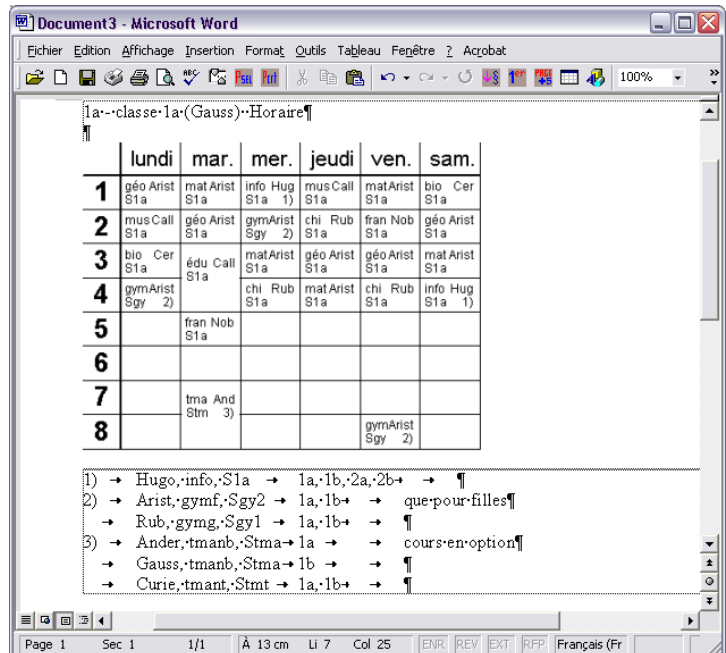 Document3 - Microsoft Word
Fichier Edition Affichage Insertion Format Outils Tableau Fenêtre ? Acrobat
100%
1a--classe·1a·(Gauss)··Horaire¶
¶
lundi mar. mer. jeudi ven. sam.
1 géo Arist mat Arist info Hug mus Call mat Arist bio Cer
S1a S1a S1a 1) S1a S1a S1a
2 mus Call géo Arist gymArist chi Rub fran Nob géo Arist
S1a S1a Sgy 2) S1a S1a S1a
3 bio Cer édu Call mat Arist géo Arist géo Arist mat Arist
S1a S1a S1a S1a S1a S1a
4 gymArist chi Rub mat Arist chi Rub info Hug
Sgy 2) S1a S1a S1a S1a 1)
5 fran Nob
S1a
6
7 tma And
Stm 3)
8 gymArist
Sgy 2)
1) → Hugo,·info,·S1a → 1a,·1b,·2a,·2b→ → ¶
2) → Arist,·gymf,·Sgy2 → 1a,·1b→ → que·pour·filles¶
→ Rub,·gymg,·Sgy1 → 1a,·1b→ → ¶
3) → Ander,·tmanb,·Stma→ 1a → → cours·en·option¶
→ Gauss,·tmanb,·Stma→ 1b → → ¶
→ Curie,·tmant,·Stmt → 1a,·1b→ → ¶
Page 1 Sec 1 1/1 À 13 cm Li 7 Col 25 ENR REV EXT RFP Français (Fr